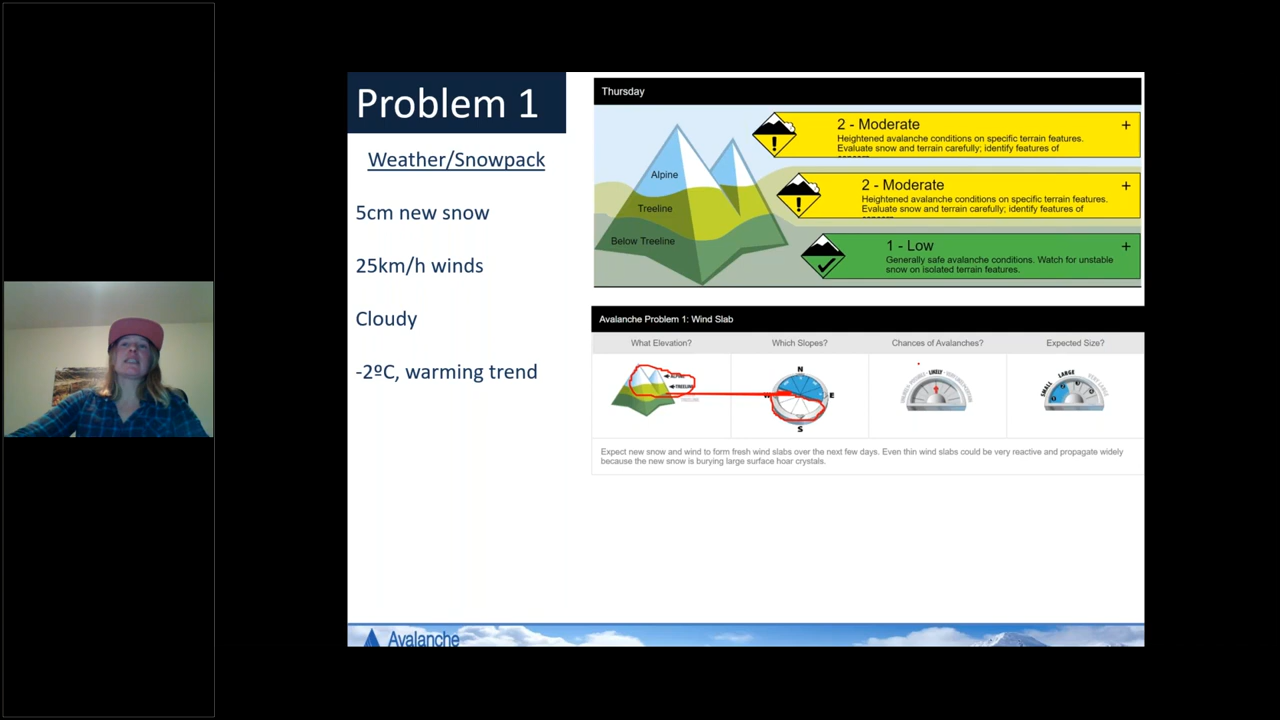 Problem 1
Weather/Snowpack
5cm new snow
25km/h winds
Cloudy
-2ºC, warming trend
Thursday
Alpine
Treeline
Below Treeline
2 - Moderate
+
Heightened avalanche conditions on specific terrain features.
Evaluate snow and terrain carefully; identify features of
2 - Moderate
+
Heightened avalanche conditions on specific terrain features.
Evaluate snow and terrain carefully; identify features of
1 - Low
+
Generally safe avalanche conditions. Watch for unstable
snow on isolated terrain features.
Avalanche Problem 1: Wind Slab
What Elevation?
Which Slopes?
Chances of Avalanches?
Expected Size?
ALPINE
TREELINE
N
E
S
LIKELY
SMALL
LARGE
Expect new snow and wind to form fresh wind slabs over the next few days. Even thin wind slabs could be very reactive and propagate widely
because the new snow is burying large surface hoar crystals.
Avalanche